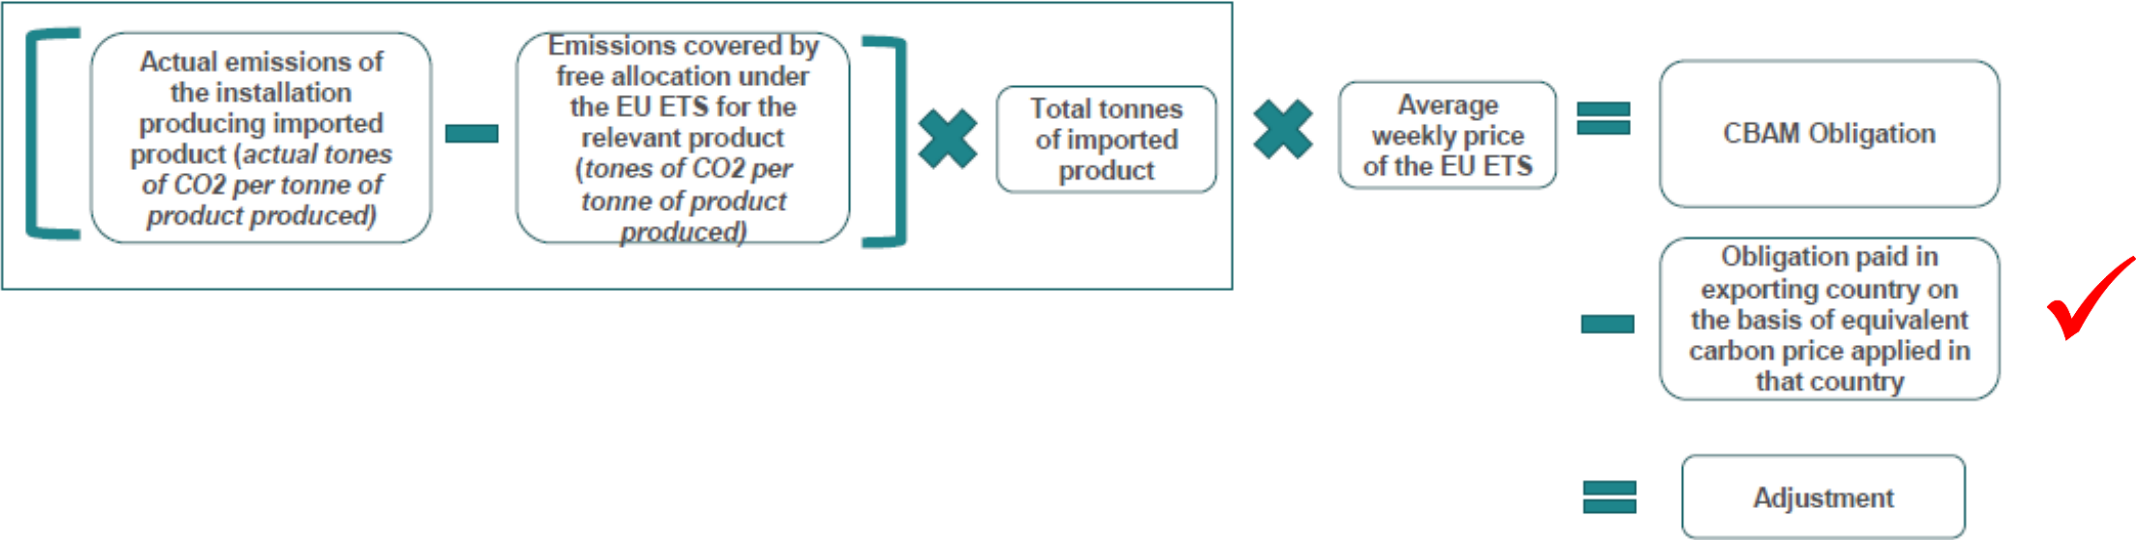 Actual emissions of
the installation
producing imported
product (actual tones
of CO2 per tonne of
product produced)
Emissions covered by
free allocation under
the EU ETS for the
relevant product
(tones of CO2 per
tonne of product
produced)
Total tonnes
of imported
product
Average
weekly price
of the EU ETS
CBAM Obligation
Obligation paid in
exporting country on
the basis of equivalent
carbon price applied in
that country
Adjustment